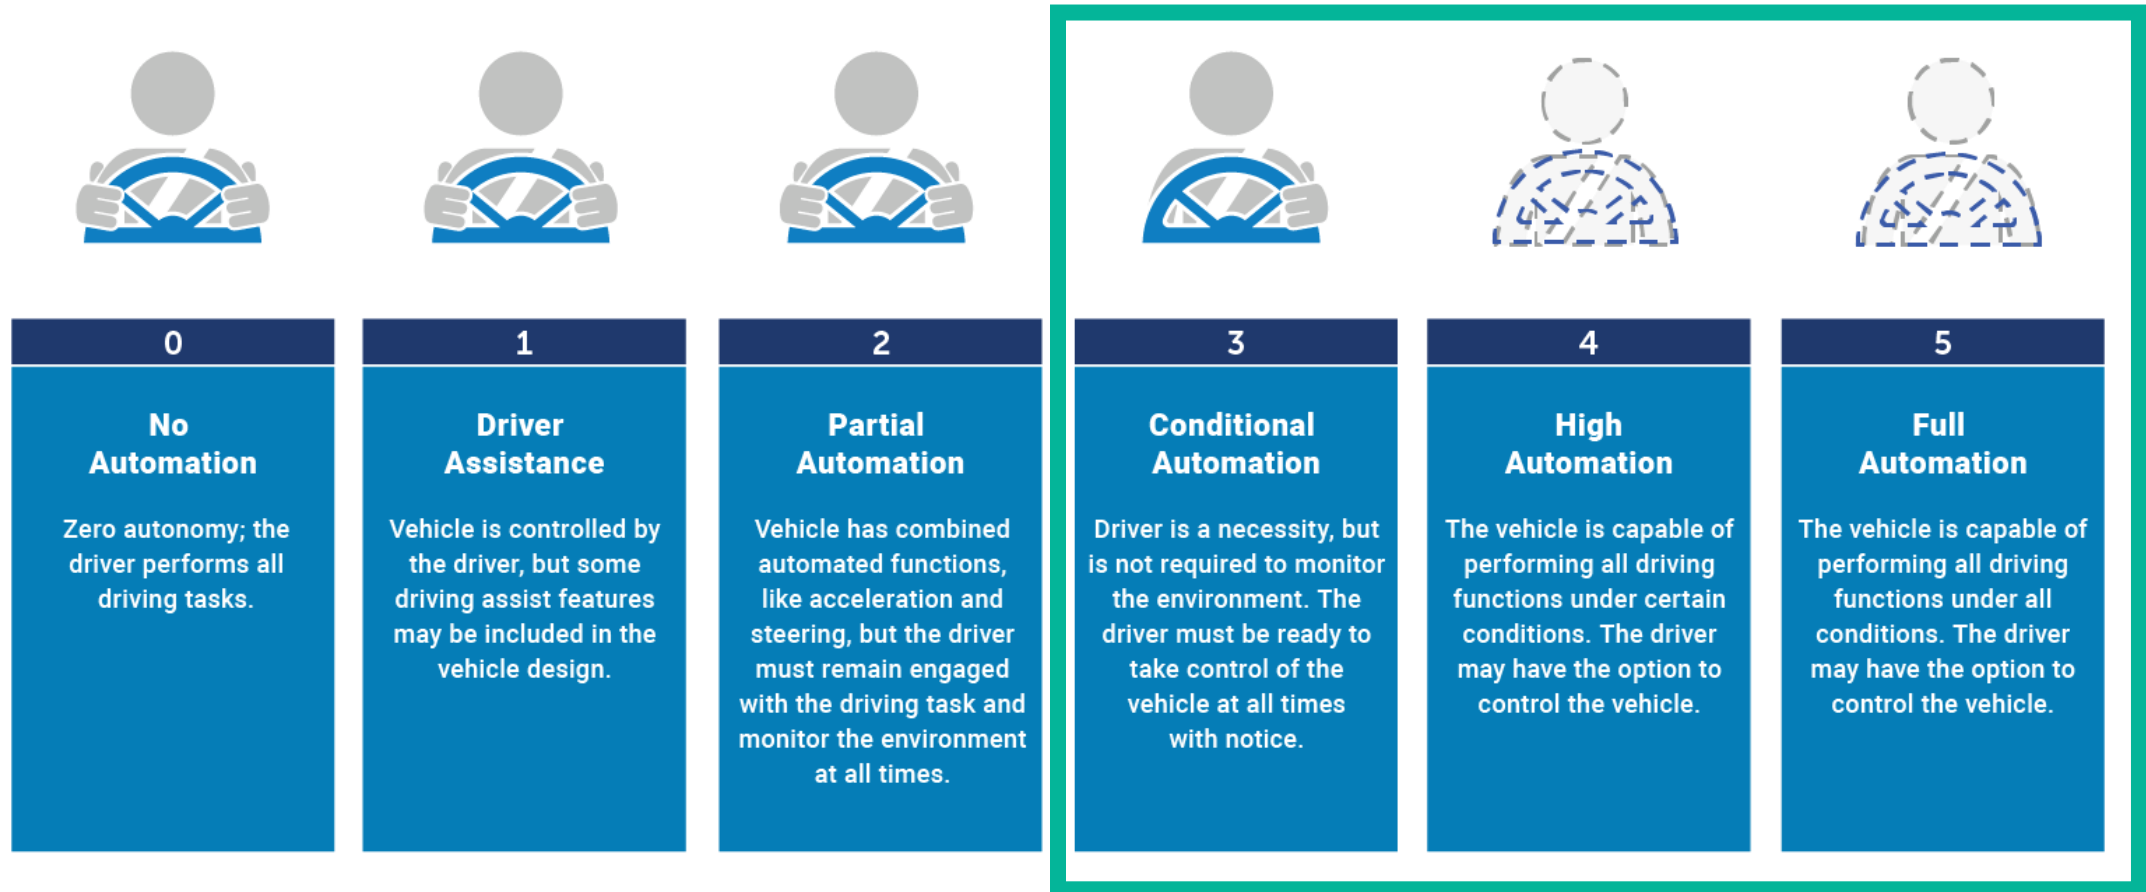 0
No
Automation
Zero autonomy; the
driver performs all
driving tasks.
1
Driver
Assistance
Vehicle is controlled by
the driver, but some
driving assist features
may be included in the
vehicle design.
2
Partial
Automation
Vehicle has combined
automated functions,
like acceleration and
steering, but the driver
must remain engaged
with the driving task and
monitor the environment
at all times.
3
Conditional
Automation
Driver is a necessity, but
is not required to monitor
the environment. The
driver must be ready to
take control of the
vehicle at all times
with notice.
4
High
Automation
The vehicle is capable of
performing all driving
functions under certain
conditions. The driver
may have the option to
control the vehicle.
5
Full
Automation
The vehicle is capable of
performing all driving
functions under all
conditions. The driver
may have the option to
control the vehicle.